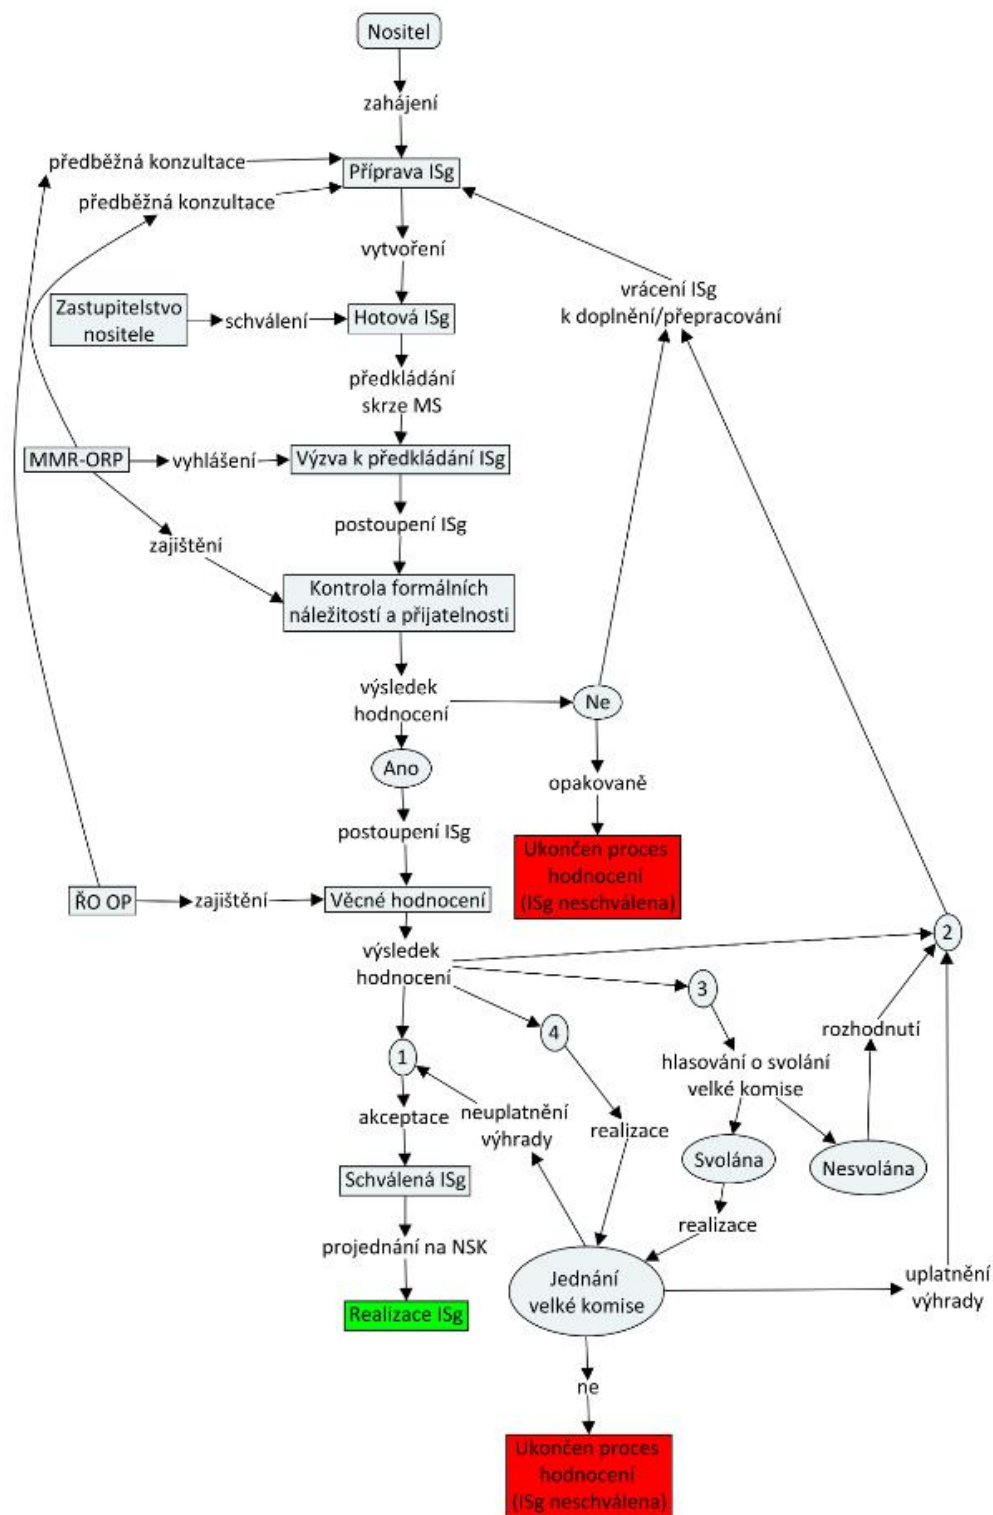 Nositel
zahájení
předběžná konzultace
Příprava ISg
předběžná konzultace
vytvoření
vrácení ISg
k doplnění/přepracování
Zastupitelstvo
nositele
schválení
Hotová ISg
předkládání
skrze MS
MMR-ORP
vyhlášení
Výzva k předkládání ISg
postoupení ISg
zajištění
Kontrola formálních
náležitostí a přijatelnosti
výsledek
hodnocení
Ne
Ano
opakovaně
postoupení ISg
Ukončen proces
hodnocení
(ISg neschválena)
ŘO OP
zajištění
Věcné hodnocení
výsledek
hodnocení
2
3
4
1
rozhodnutí
hlasování o svolání
velké komise
akceptace
neuplatnění
výhrady
realizace
Svolána
Nesvolána
Schválená ISg
realizace
projednání na NSK
Jednání
velké komise
uplatnění
výhrady
Realizace ISg
ne
Ukončen proces
hodnocení
(ISg neschválena)